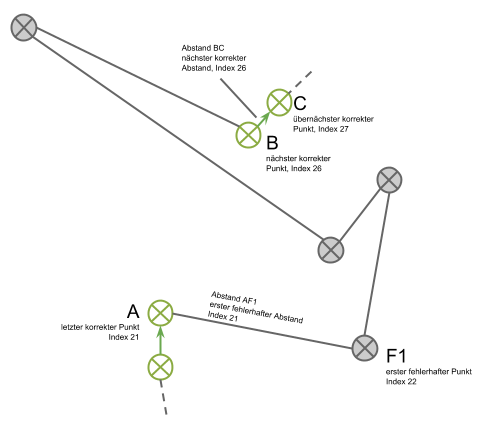 Abstand BC
nächster korrekter
Abstand, Index 26
C
übernächster korrekter
Punkt, Index 27
B
nächster korrekter
Punkt, Index 26
A
letzter korrekter Punkt
Index 21
Abstand AF1
erster fehlerhafter Abstand
Index 21
F1
erster fehlerhafter Punkt
Index 22